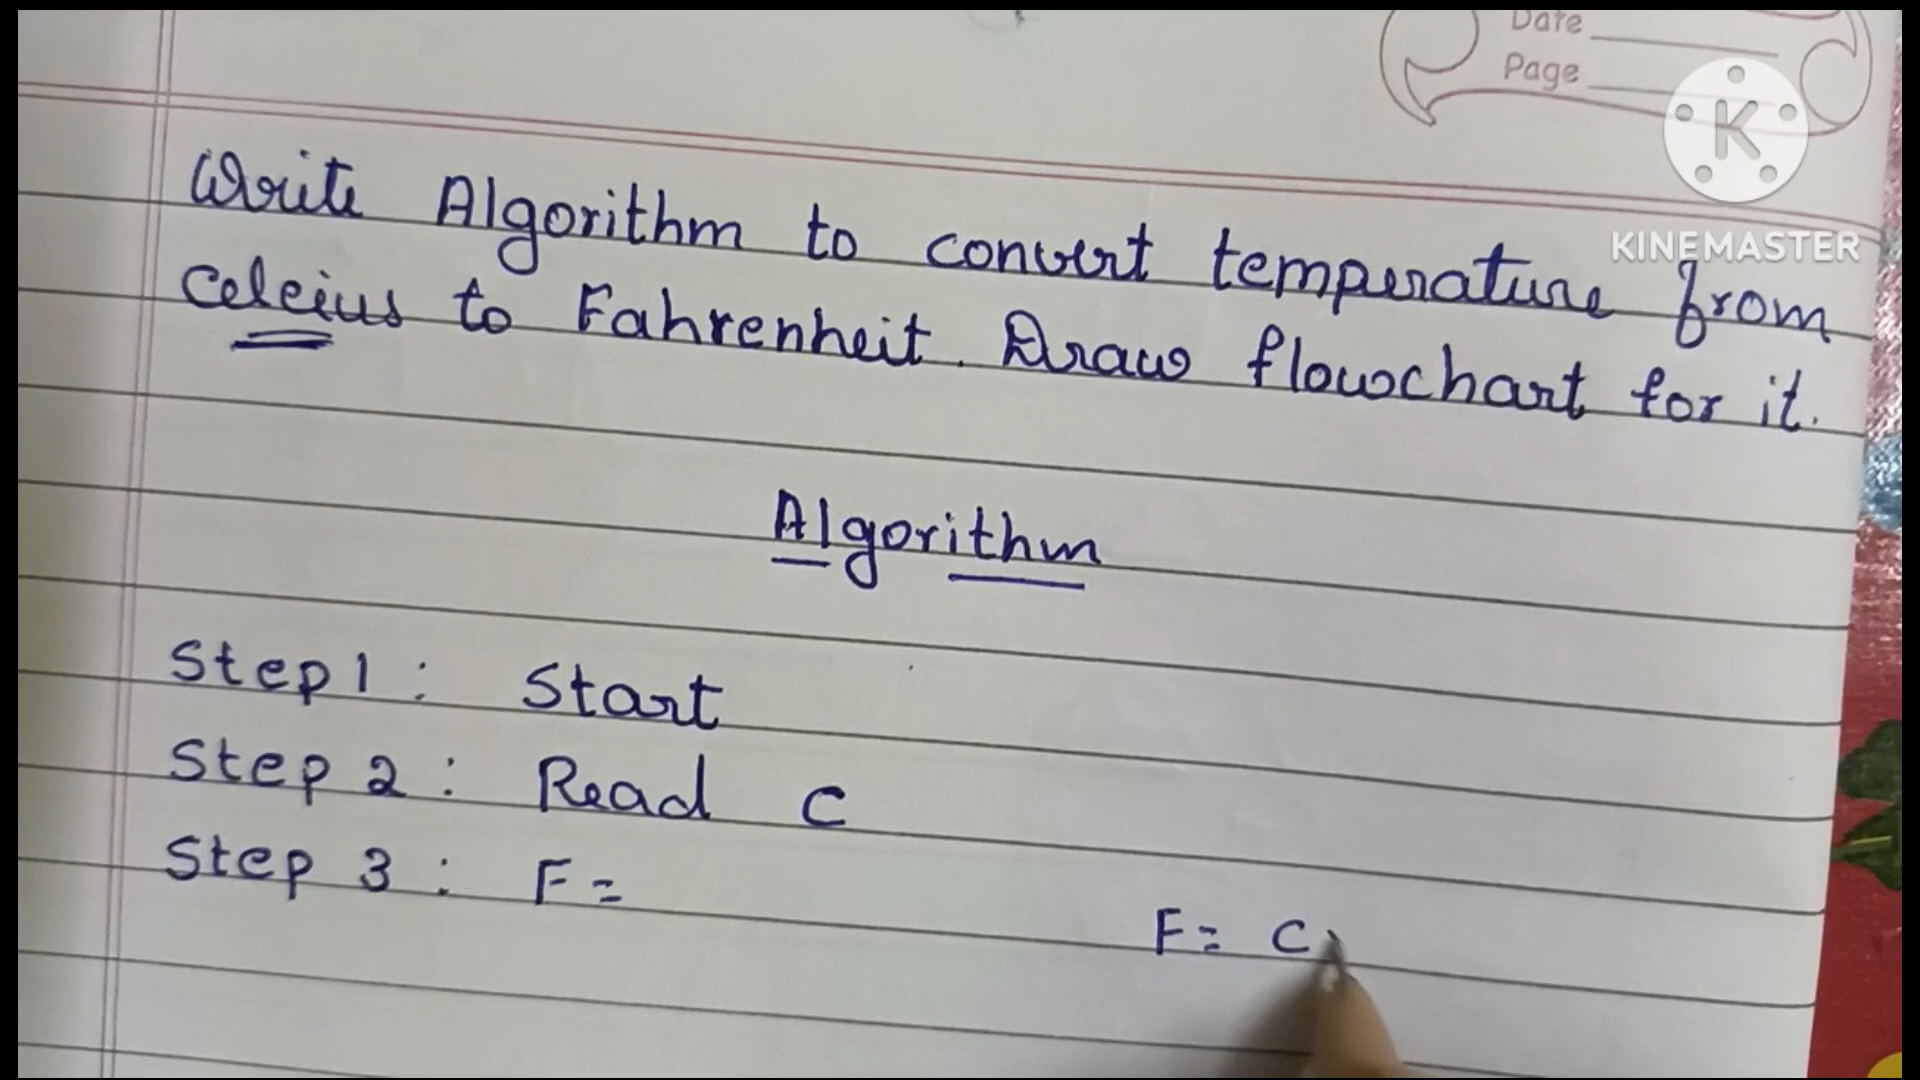 Date
Page
K
KINEMASTER
Write Algorithm to convert temperature from
celcius to Fahrenheit. Draw flowchart for it.
Algorithm
Step 1 : Start
Step 2 : Read C
Step 3 : F =
F = C